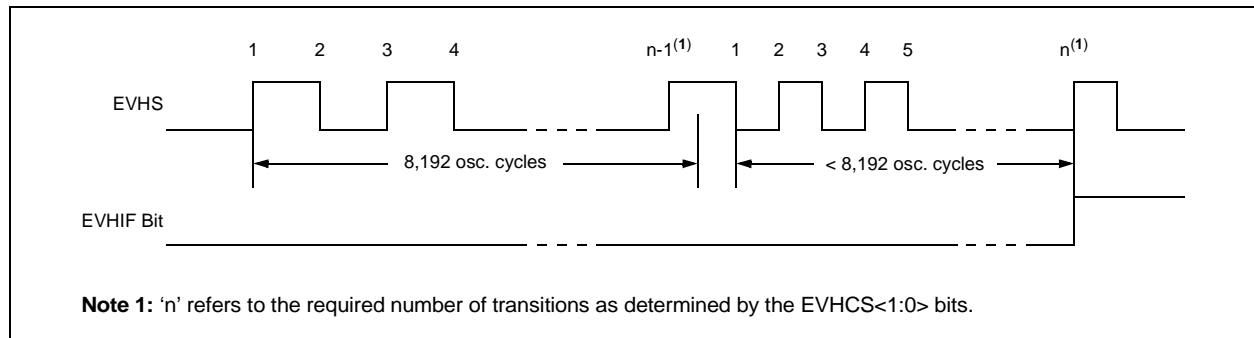 1 2 3 4 n-1(1) 1 2 3 4 5 n(1)
EVHS
8,192 osc. cycles < 8,192 osc. cycles
EVHIF Bit
Note 1: ‘n’ refers to the required number of transitions as determined by the EVHCS<1:0> bits.